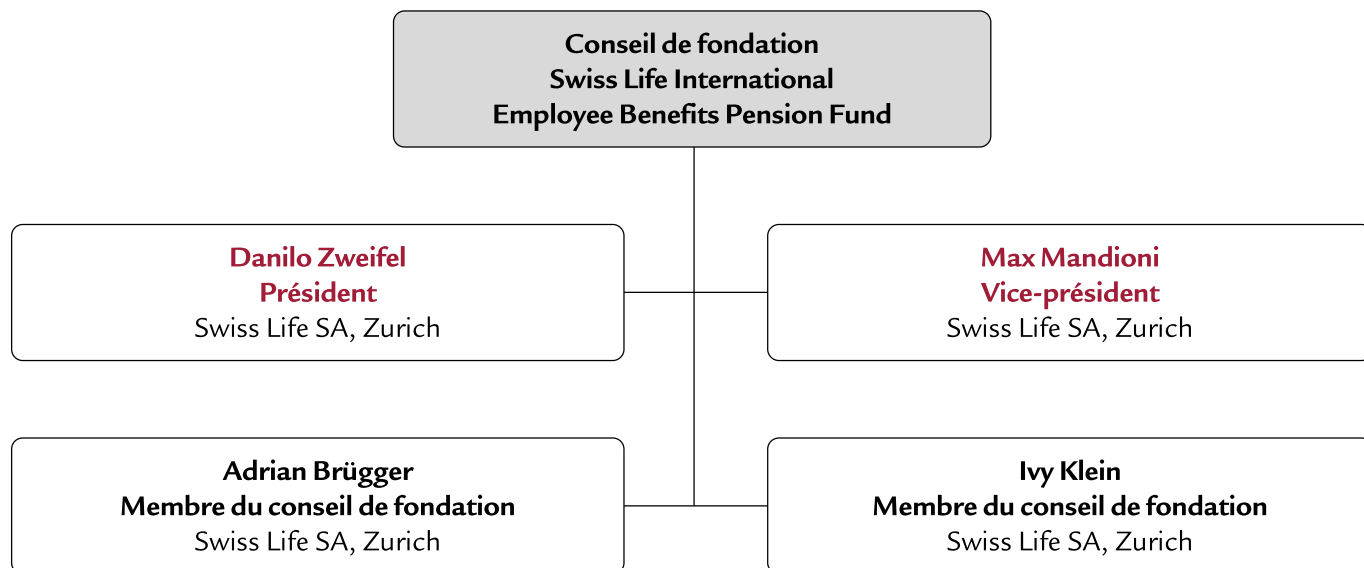 Conseil de fondation
Swiss Life International
Employee Benefits Pension Fund
Danilo Zweifel
Président
Swiss Life SA, Zurich
Max Mandioni
Vice-président
Swiss Life SA, Zurich
Adrian Brügger
Membre du conseil de fondation
Swiss Life SA, Zurich
Ivy Klein
Membre du conseil de fondation
Swiss Life SA, Zurich